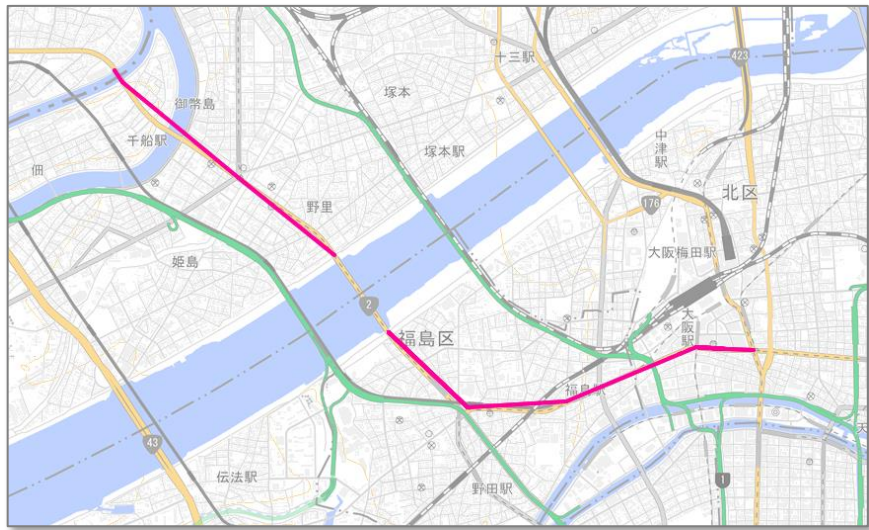 十三駅
423
塚本
御幣島
千船駅
塚本駅
中津駅
佃
北区
野里
176
大阪梅田駅
姫島
2
大阪駅
福島区
福島駅
43
伝法駅
野田駅
1
天